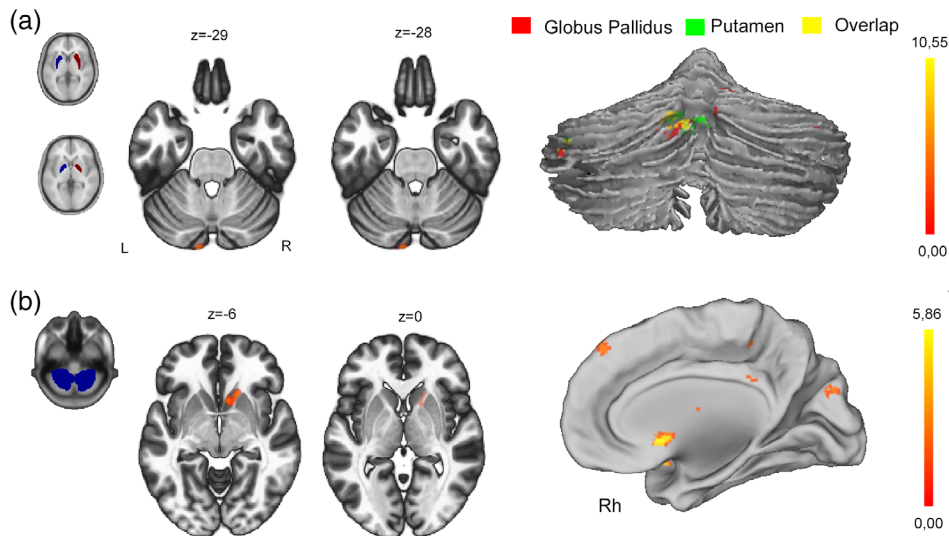 (a)
z=-29
z=-28
Globus Pallidus
Putamen
Overlap
10,55
L
R
0,00
(b)
z=-6
z=0
5,86
Rh
0,00